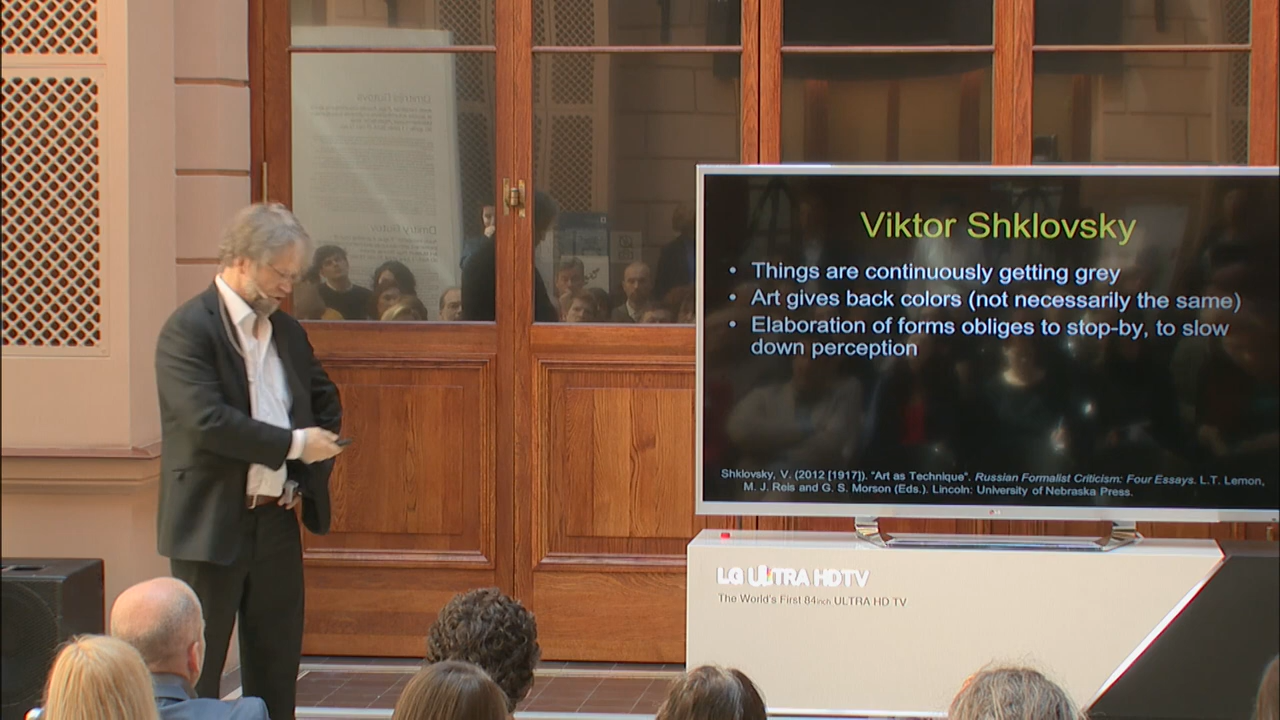 Viktor Shklovsky
• Things are continuously getting grey
• Art gives back colors (not necessarily the same)
• Elaboration of forms obliges to stop-by, to slow
down perception
Shklovsky, V. (2012 [1917]). "Art as Technique". Russian Formalist Criticism: Four Essays. L.T. Lemon,
M. J. Reis and G. S. Morson (Eds.). Lincoln: University of Nebraska Press.
LG
LG ULTRA HDTV
The World's First 84inch ULTRA HD TV